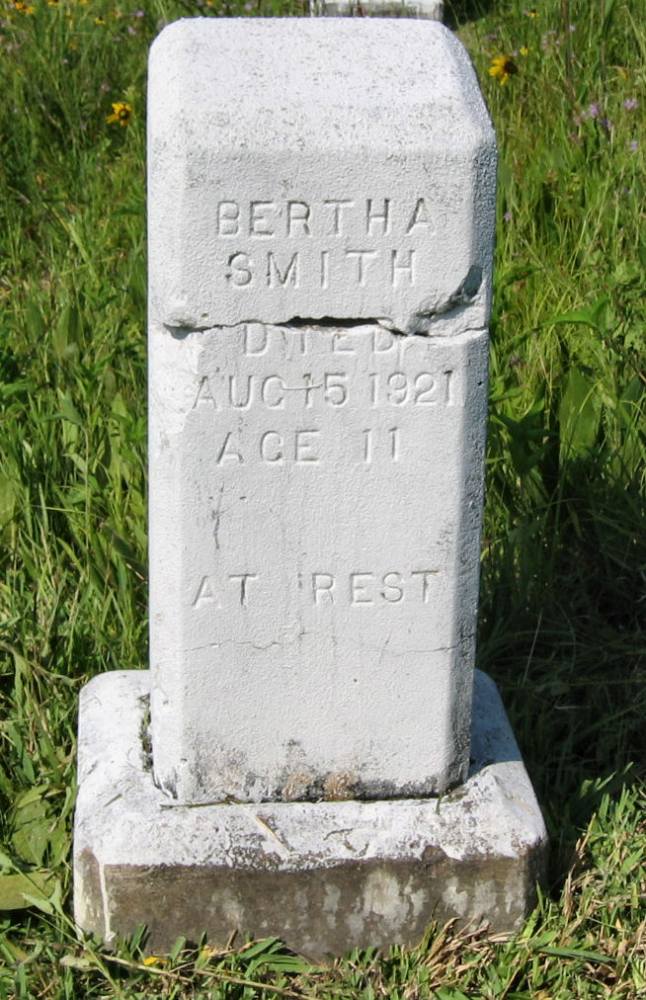 BERTHA
SMITH
DIED
AUG 15 1921
AGE 11
AT REST